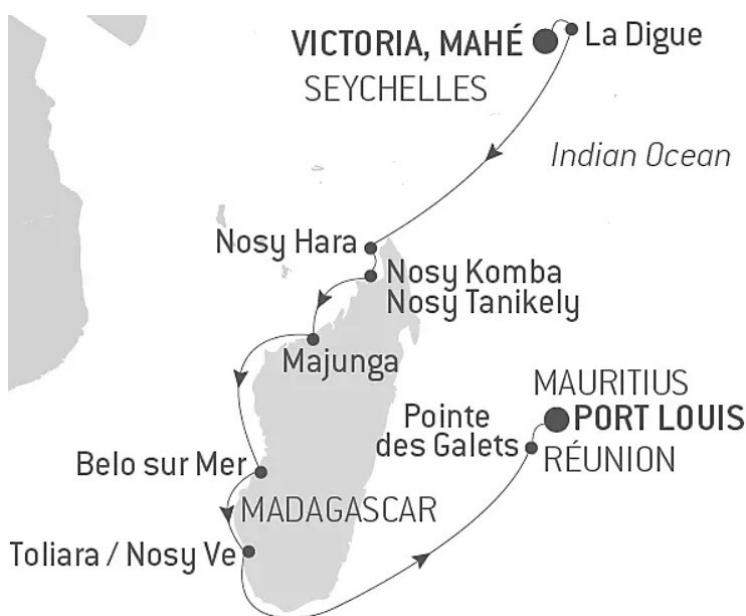 VICTORIA, MAHÉ
La Digue
SEYCHELLES
Indian Ocean
Nosy Hara
Nosy Komba
Nosy Tanikely
Majunga
MAURITIUS
PORT LOUIS
Pointe
des Galets
RÉUNION
Belo sur Mer
MADAGASCAR
Toliara / Nosy Ve